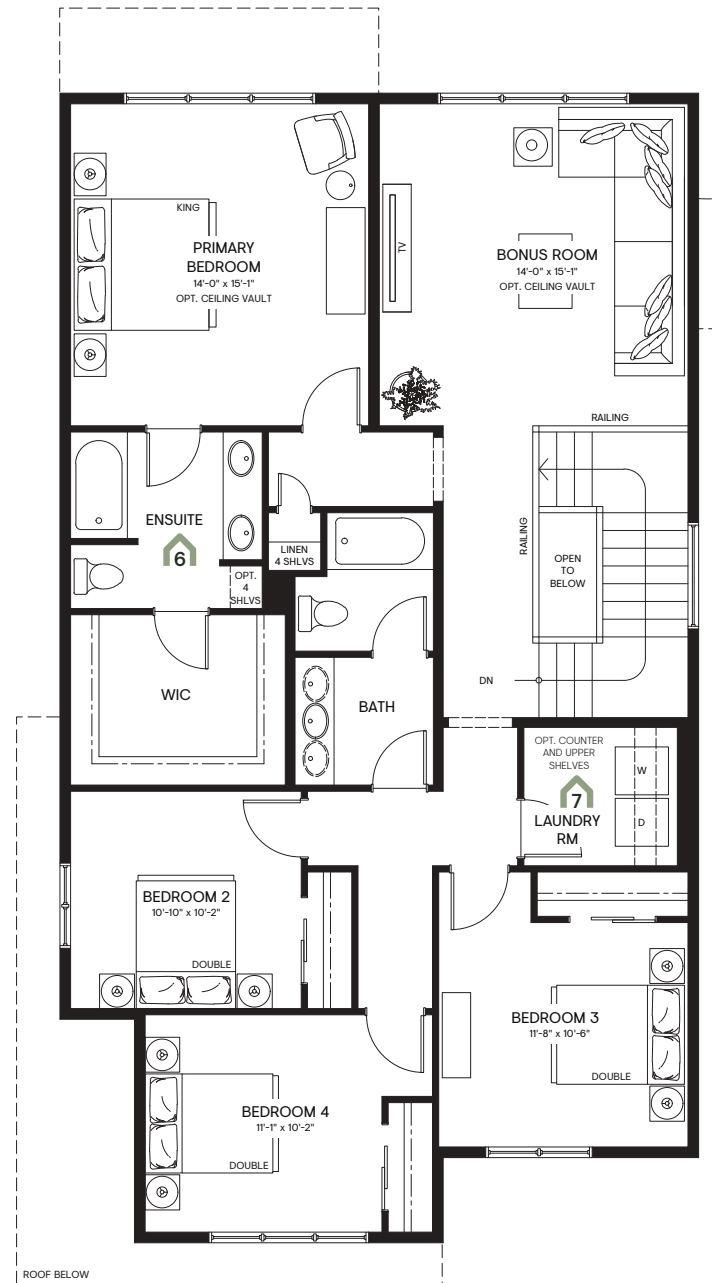 KING
PRIMARY
BEDROOM
14'-0" x 15'-1"
OPT. CEILING VAULT
TV
BONUS ROOM
14'-0" x 15'-1"
OPT. CEILING VAULT
RAILING
RAILING
OPEN
TO
BELOW
DN
ENSUITE
6
OPT.
4
SHLVS
LINEN
4 SHLVS
WIC
BATH
OPT. COUNTER
AND UPPER
SHELVES
7
LAUNDRY
RM
W
D
BEDROOM 2
10'-10" x 10'-2"
DOUBLE
BEDROOM 3
11'-8" x 10'-6"
DOUBLE
BEDROOM 4
11'-1" x 10'-2"
DOUBLE
ROOF BELOW